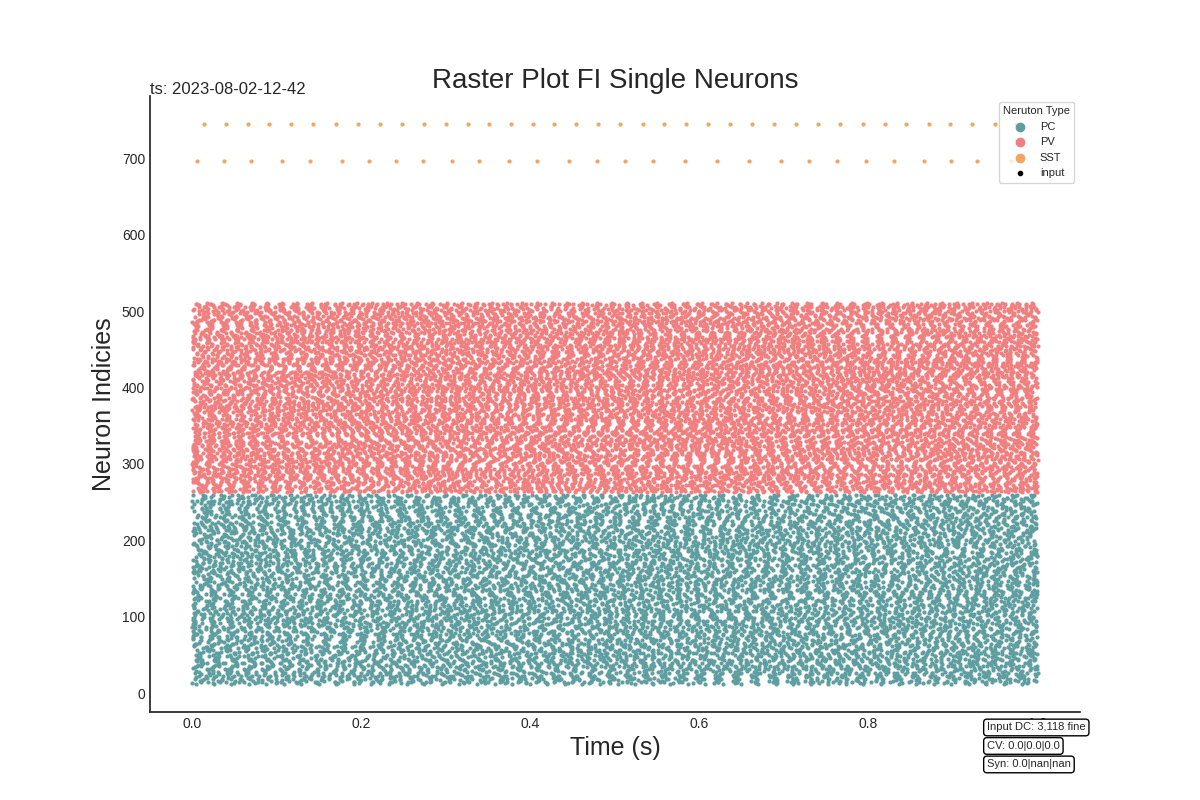 Raster Plot FI Single Neurons
ts: 2023-08-02-12-42
Neruton Type
PC
PV
SST
input
700
600
500
400
300
200
100
0
Neuron Indicies
0.0 0.2 0.4 0.6 0.8
Time (s)
Input DC: 3,118 fine
CV: 0.0|0.0|0.0
Syn: 0.0|nan|nan